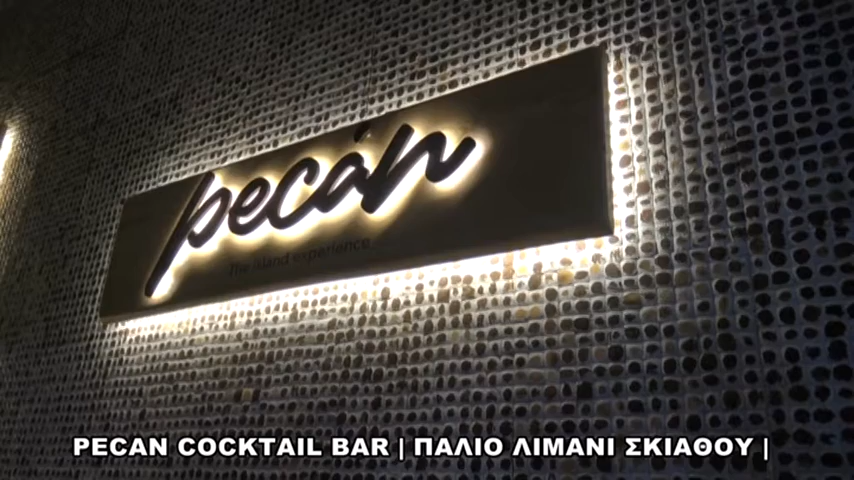 pecan
The island experience
PECAN COCKTAIL BAR | ΠΑΛΙΟ ΛΙΜΑΝΙ ΣΚΙΑΘΟΥ |